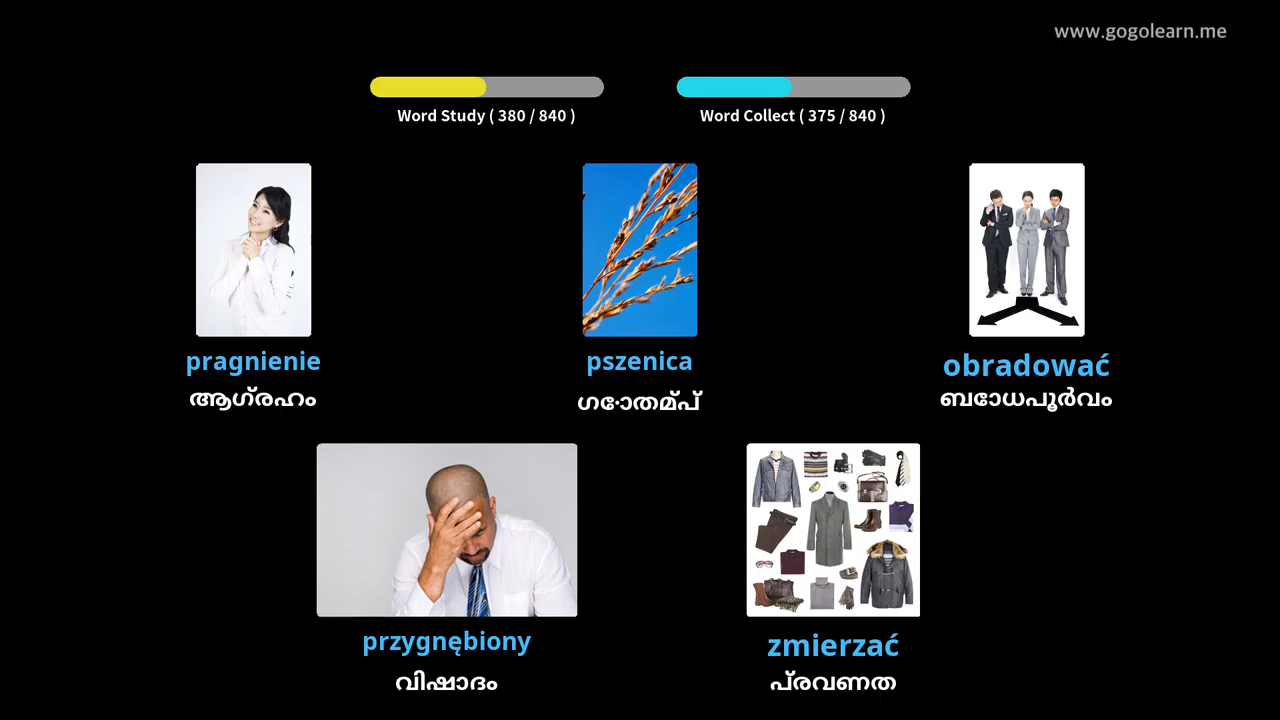 www.gogolearn.me
Word Study ( 380 / 840 )
Word Collect ( 375 / 840 )
pragnienie
ആഗ്രഹം
pszenica
ഗോതമ്പ്
obradować
ബോധപൂർവം
przygnębiony
വിഷാദം
zmierzać
പ്രവണത